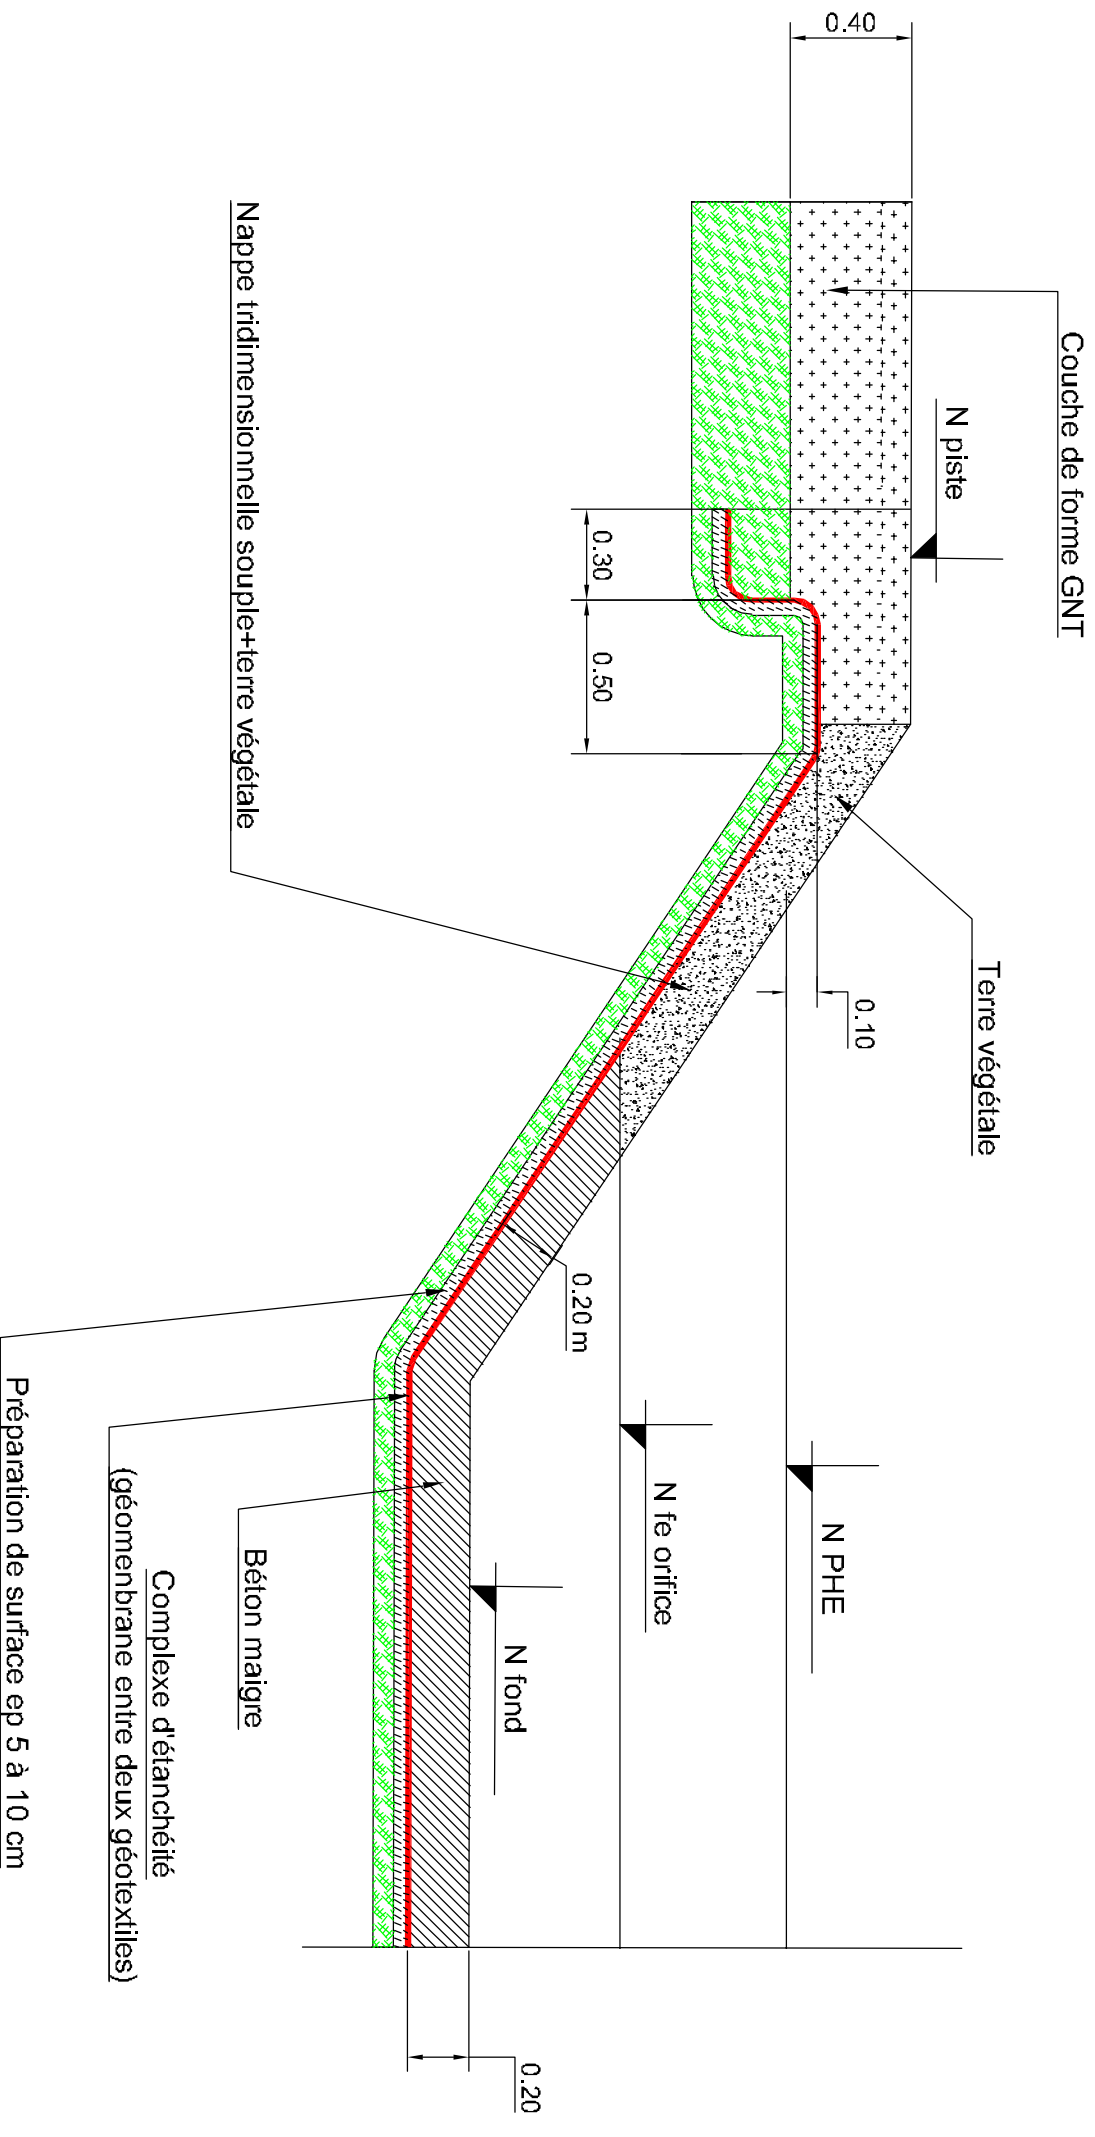 Couche de forme GNT
N piste
0.40
Terre végétale
0.10
N PHE
N fe orifice
0.30
0.50
0.20 m
N fond
0.20
Nappe tridimensionnelle souple+terre végétale
Béton maigre
Complexe d'étanchéité
(géomenbrane entre deux géotextiles)
Préparation de surface ep 5 à 10 cm